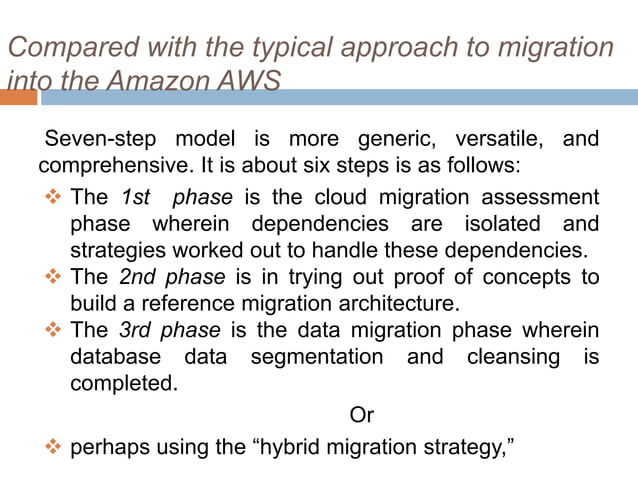 Compared with the typical approach to migration
into the Amazon AWS
Seven-step model is more generic, versatile, and
comprehensive. It is about six steps is as follows:
❖ The 1st phase is the cloud migration assessment
phase wherein dependencies are isolated and
strategies worked out to handle these dependencies.
❖ The 2nd phase is in trying out proof of concepts to
build a reference migration architecture.
❖ The 3rd phase is the data migration phase wherein
database data segmentation and cleansing is
completed.
Or
❖ perhaps using the “hybrid migration strategy,”